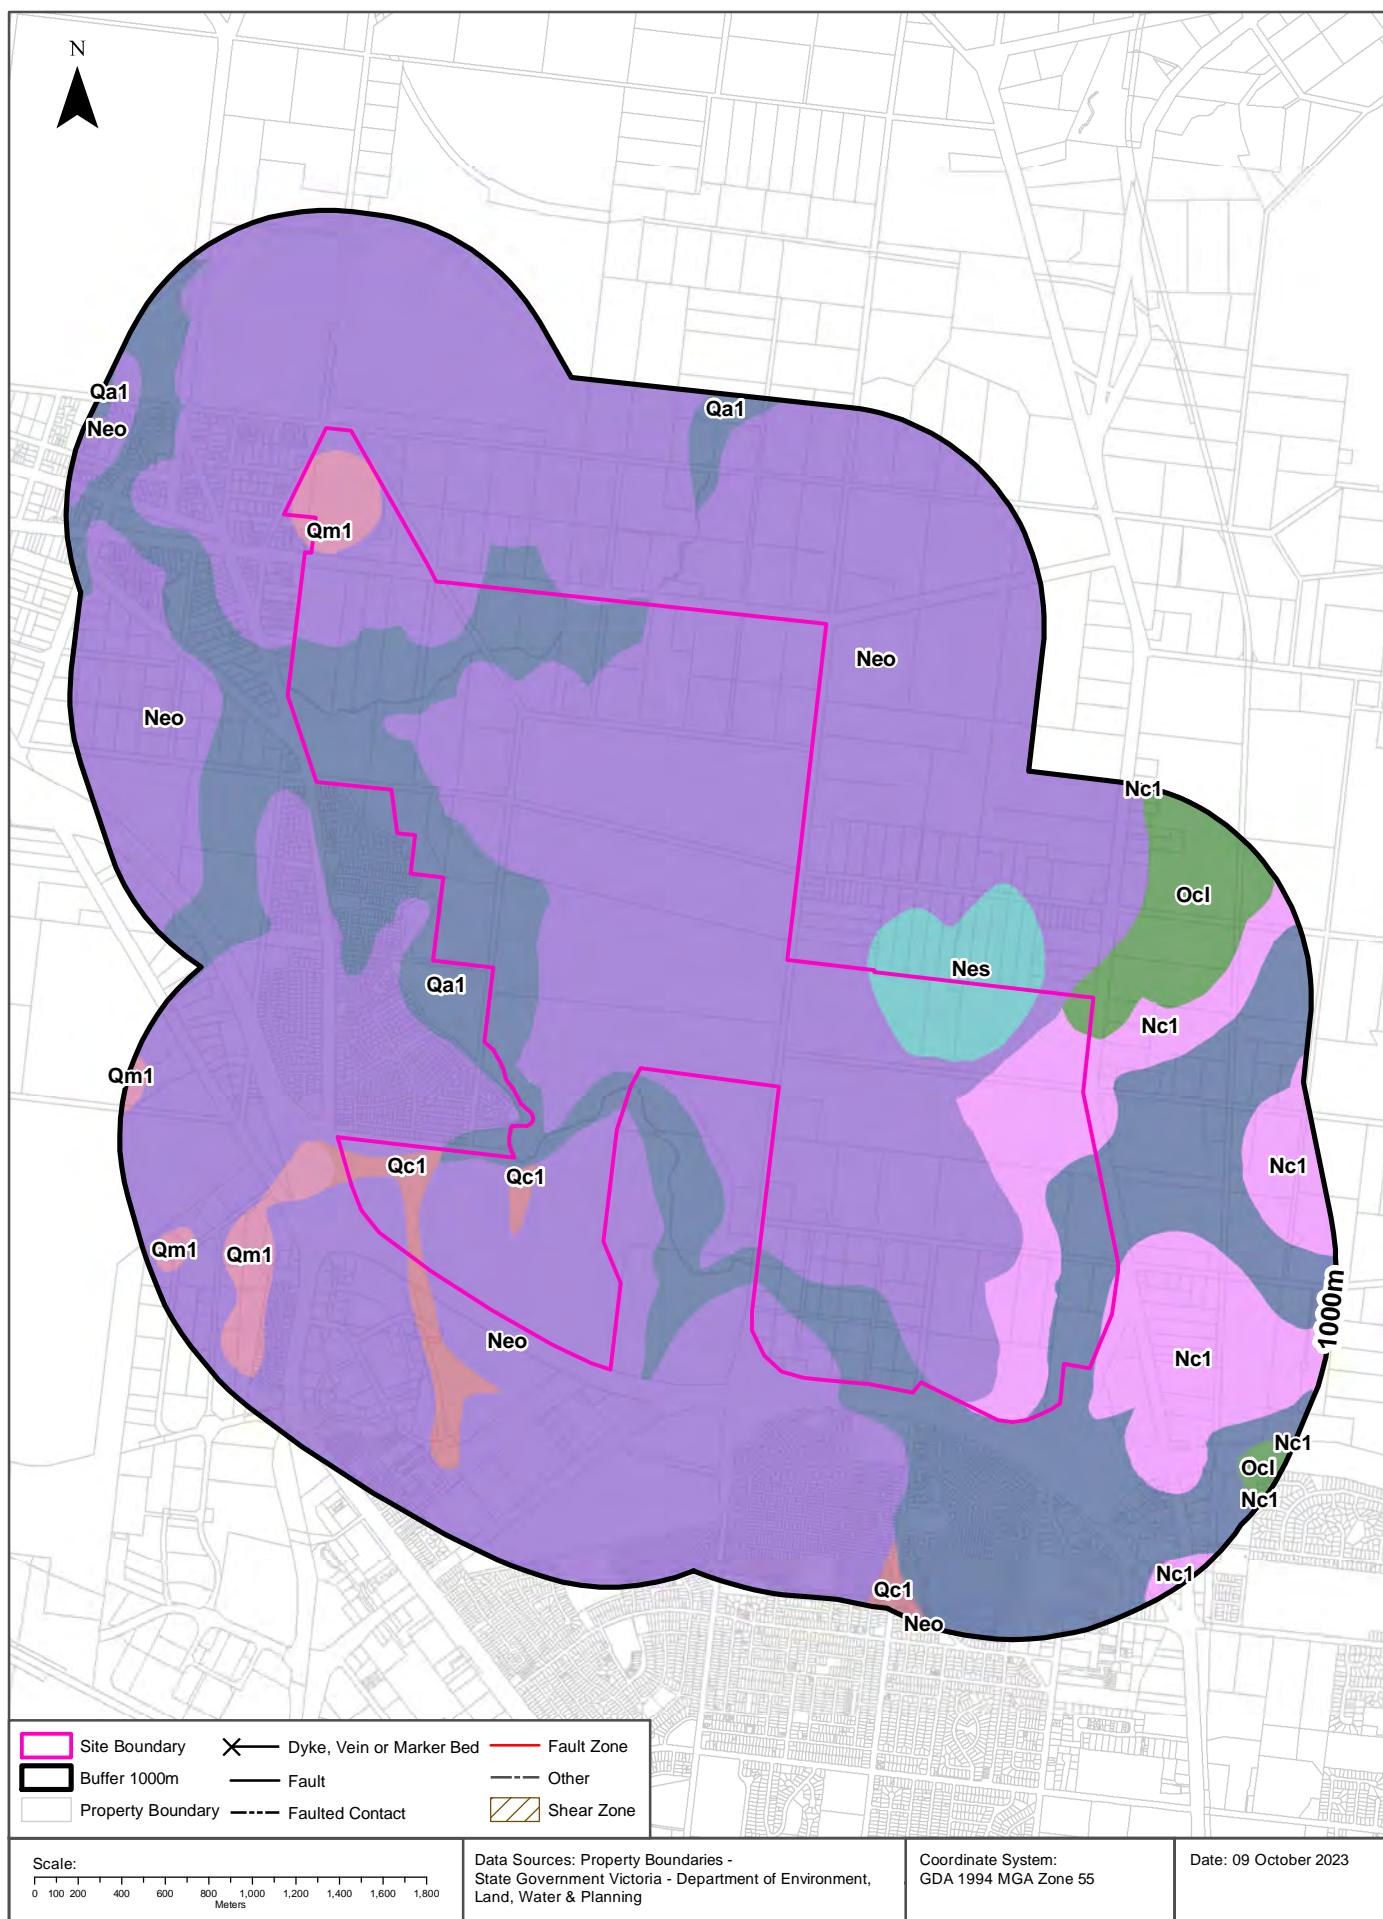 N
Qa1
Neo
Qa1
Qm1
Neo
Neo
Nc1
Ocl
Nes
Qa1
Nc1
Qm1
Qc1
Qc1
Nc1
Qm1
Qm1
1000m
Neo
Nc1
Nc1
Ocl
Nc1
Nc1
Qc1
Neo
Site Boundary
Buffer 1000m
Property Boundary
Dyke, Vein or Marker Bed
Fault
Faulted Contact
Fault Zone
Other
Shear Zone
Scale:
0 100 200 400 600 800 1,000 1,200 1,400 1,600 1,800
Meters
Data Sources: Property Boundaries -
State Government Victoria - Department of Environment,
Land, Water & Planning
Coordinate System:
GDA 1994 MGA Zone 55
Date: 09 October 2023